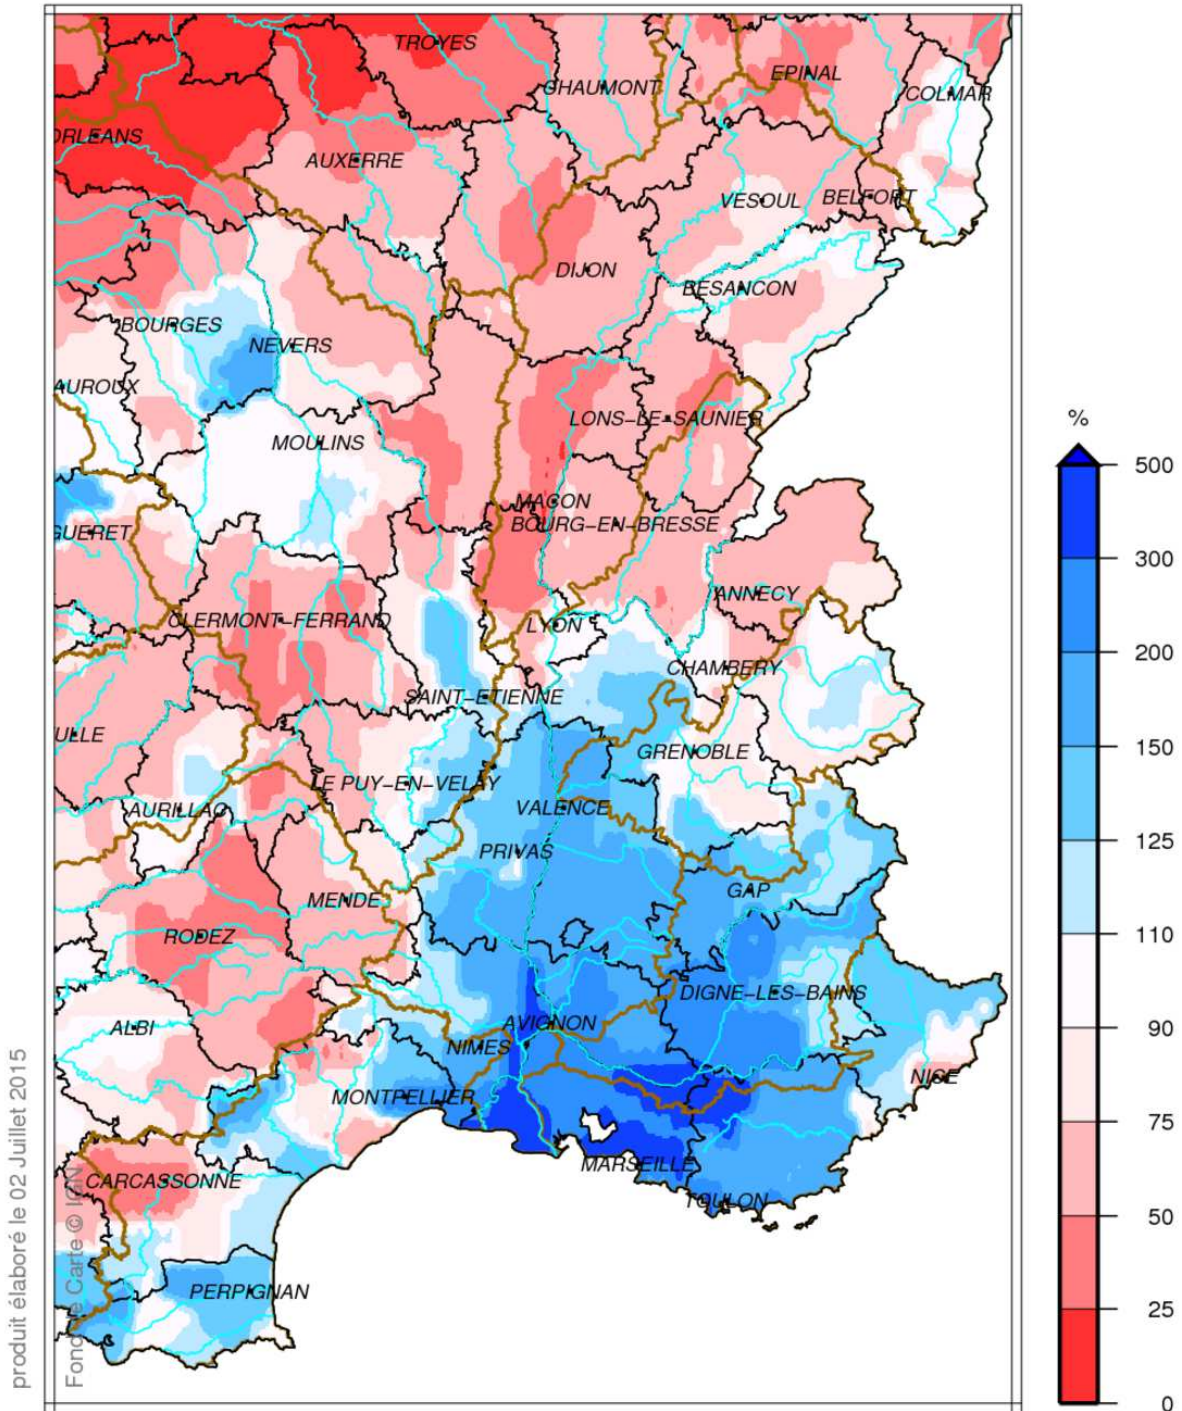 TROYES
EPINAL
CHAUMONT
COLMAR
ORLEANS
AUXERRE
VESOUL
BELFORT
DIJON
BESANCON
BOURGES
NEVERS
AUROUX
%
LONS-LE-SAUNIER
MOULINS
500
MACON
BOURG-EN-BRESSE
GUERET
300
ANNECY
CLERMONT-FERRAND
LYON
200
CHAMBERY
SAINT-ETIENNE
ULLE
GRENOBLE
150
LE PUY-EN-VELAY
AURILLAC
VALENCE
125
PRIVAS
GAP
MENDE
RODEZ
110
DIGNE-LES-BAINS
AVIGNON
ALBI
90
NIMES
NICE
MONTPELLIER
75
MARSEILLE
CARCASSONNE
TOULON
50
PERPIGNAN
25
0
produit élaboré le 02 Juillet 2015
Fond de Carte © IGN